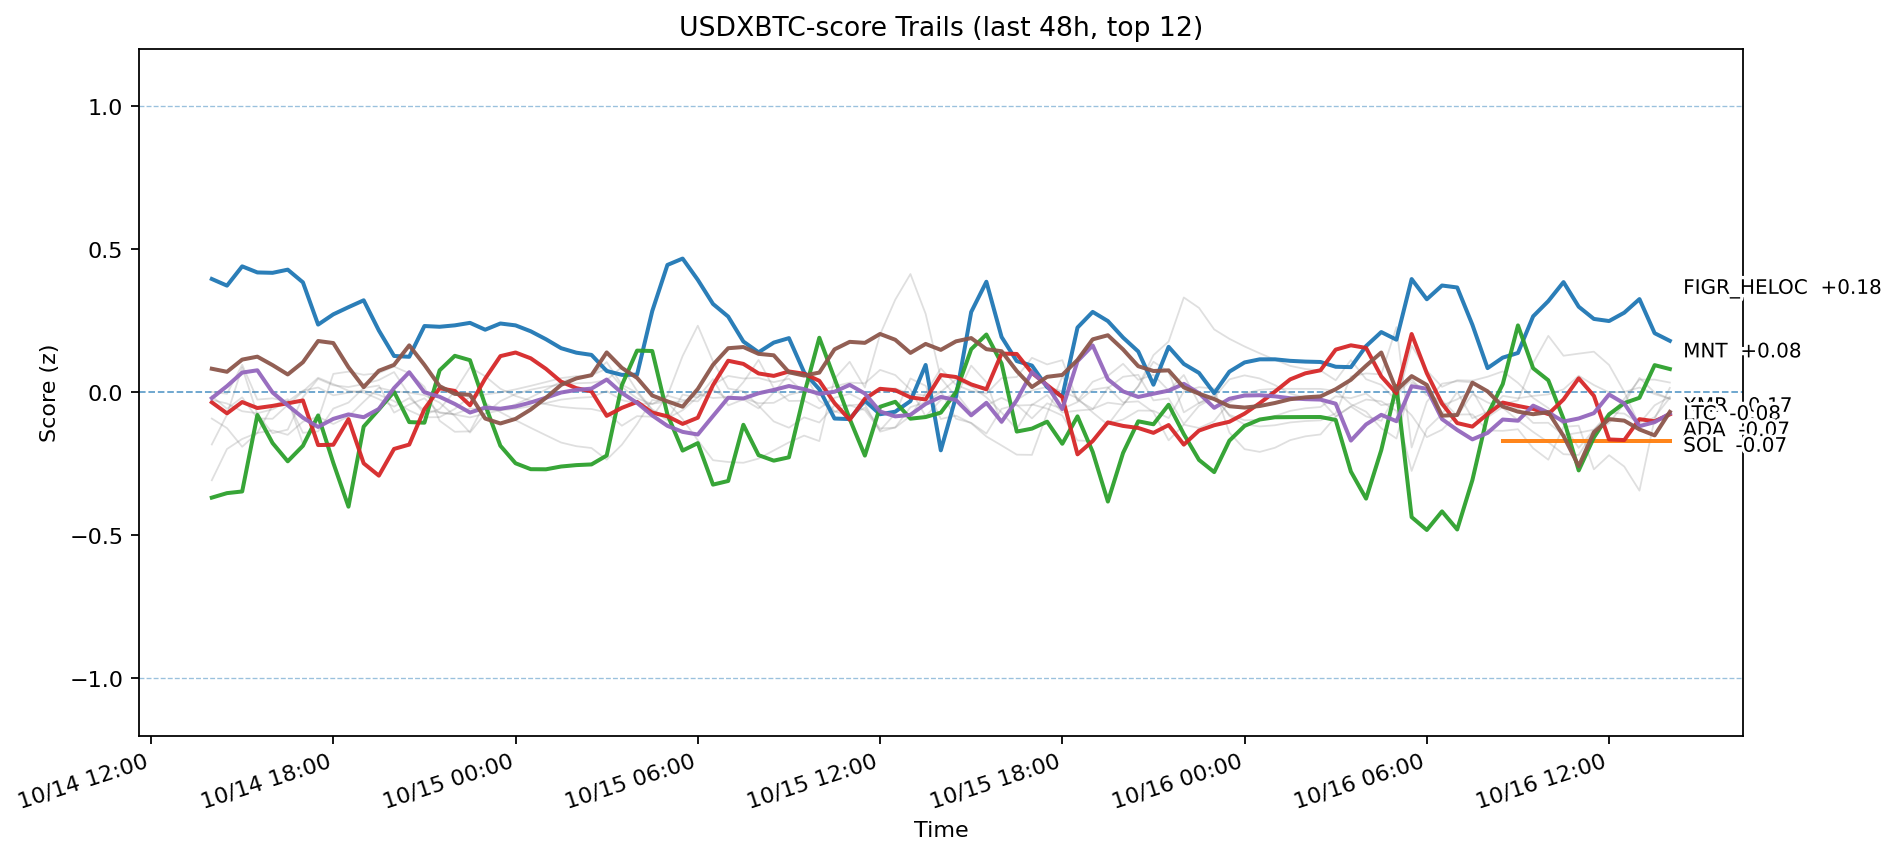 USDXBTC-score Trails (last 48h, top 12)
Score (z)
1.0
0.5
0.0
−0.5
−1.0
FIGR_HELOC +0.18
MNT +0.08
XMR -0.17
LTC -0.08
ADA -0.07
SOL -0.07
10/14 12:00
10/14 18:00
10/15 00:00
10/15 06:00
10/15 12:00
10/15 18:00
10/16 00:00
10/16 06:00
10/16 12:00
Time